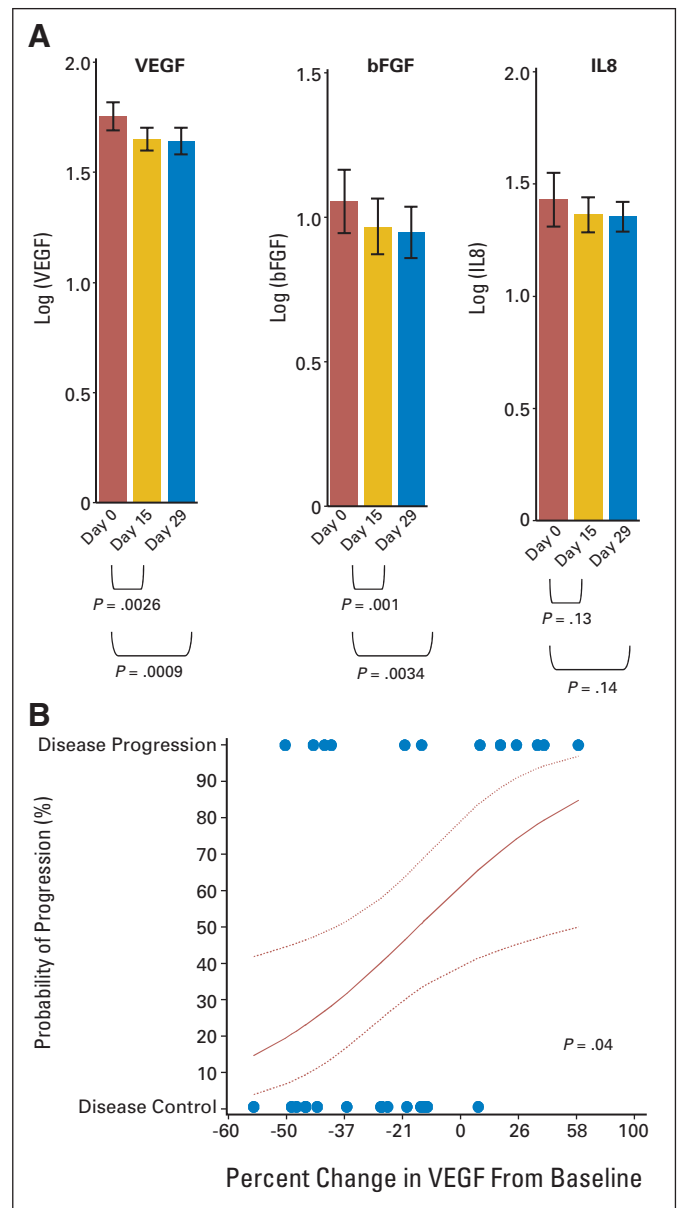 A
VEGF
bFGF
IL8
Log (VEGF)
2.0
1.5
1.0
0.5
0
Day 0
Day 15
Day 29
P = .0026
P = .0009
Log (bFGF)
1.5
1.0
0.5
0
Day 0
Day 15
Day 29
P = .001
P = .0034
Log (IL8)
2.0
1.5
1.0
0.5
0
Day 0
Day 15
Day 29
P = .13
P = .14
B
Probability of Progression (%)
Disease Progression
90
80
70
60
50
40
30
20
10
Disease Control
P = .04
-60 -50 -37 -21 0 26 58 100
Percent Change in VEGF From Baseline